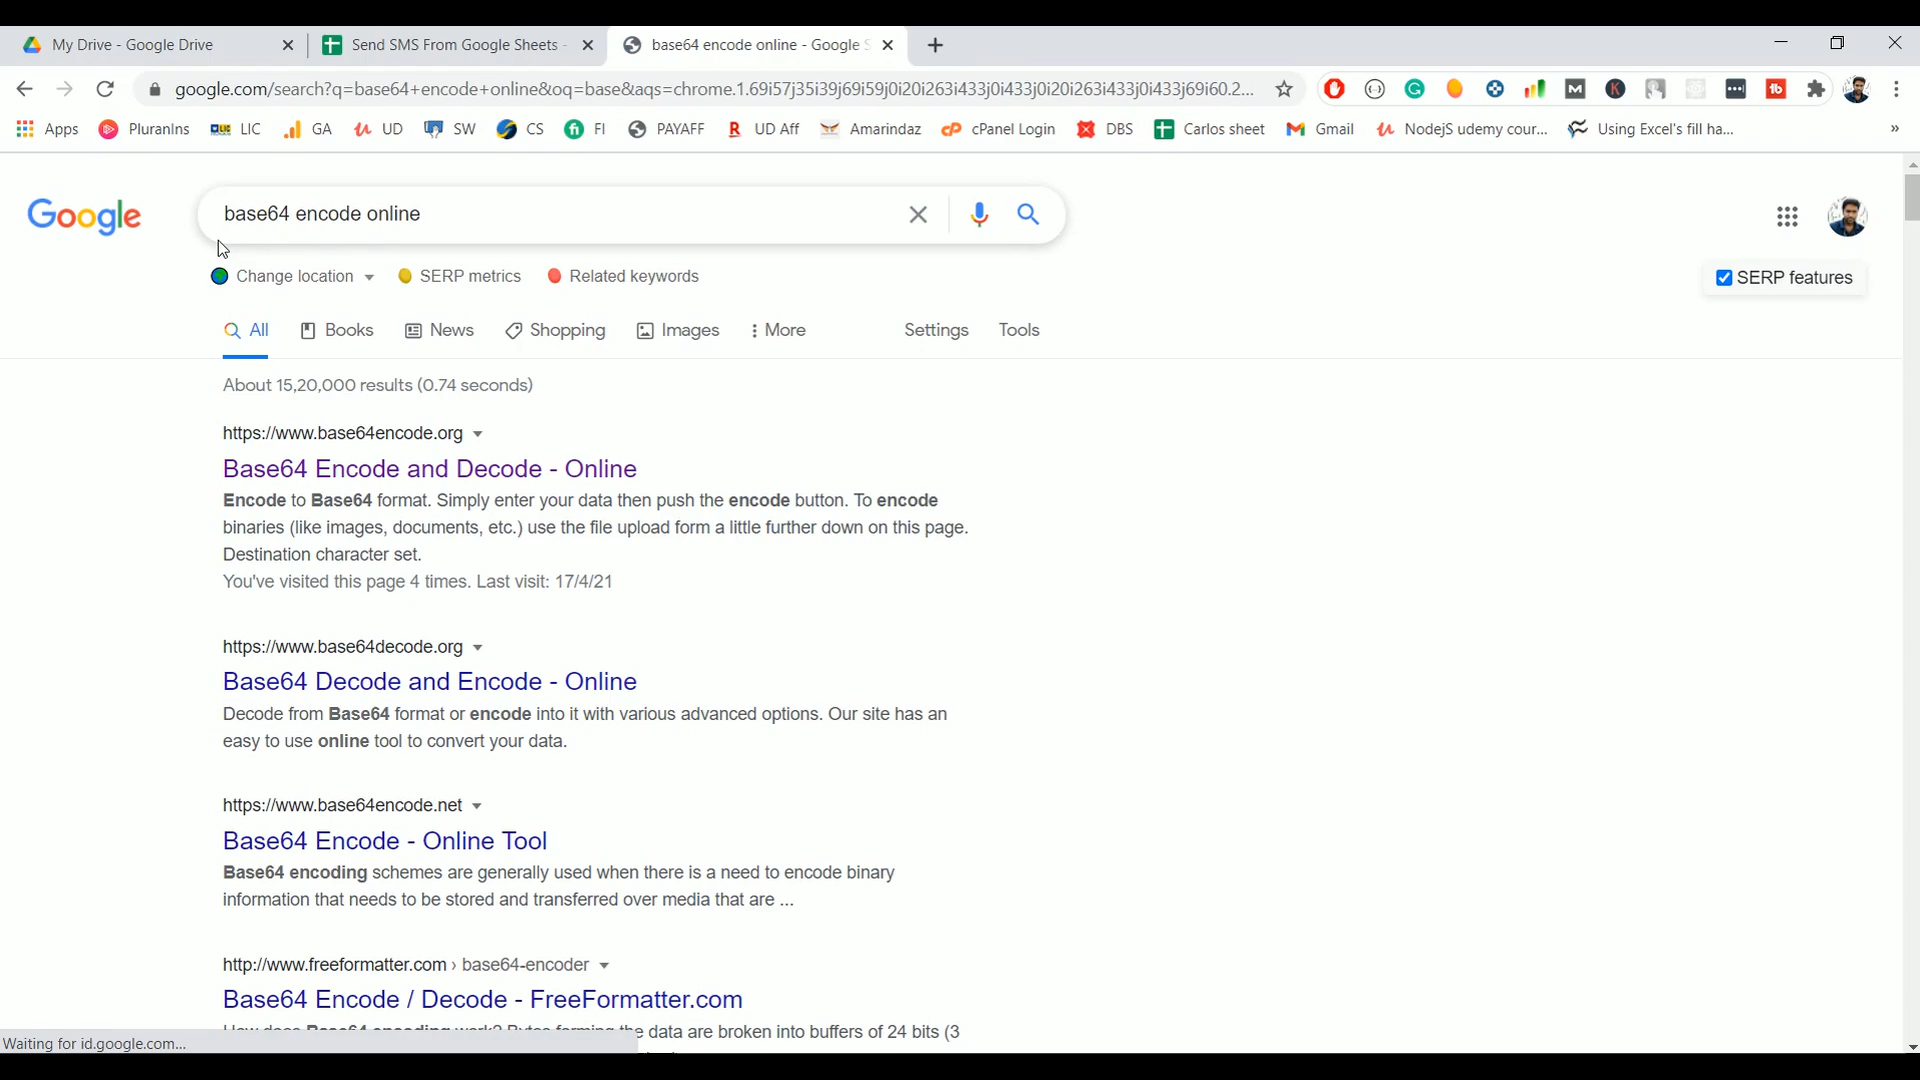 My Drive - Google Drive
Send SMS From Google Sheets -
base64 encode online - Google S
google.com/search?q=base64+encode+online&oq=base&aqs=chrome.1.69i57j35i39j69i59j0i20i263i433j0i433j0i20i263i433j0i433j69i60.2...
Apps PluranIns LIC GA UD SW CS FI PAYAFF UD Aff Amarindaz cPanel Login DBS Carlos sheet Gmail NodejS udemy cour... Using Excel's fill ha... »
Google
base64 encode online
Change location SERP metrics Related keywords
SERP features
All Books News Shopping Images More Settings Tools
About 15,20,000 results (0.74 seconds)
https://www.base64encode.org
Base64 Encode and Decode - Online
Encode to Base64 format. Simply enter your data then push the encode button. To encode
binaries (like images, documents, etc.) use the file upload form a little further down on this page.
Destination character set.
You've visited this page 4 times. Last visit: 17/4/21
https://www.base64decode.org
Base64 Decode and Encode - Online
Decode from Base64 format or encode into it with various advanced options. Our site has an
easy to use online tool to convert your data.
https://www.base64encode.net
Base64 Encode - Online Tool
Base64 encoding schemes are generally used when there is a need to encode binary
information that needs to be stored and transferred over media that are ...
http://www.freeformatter.com › base64-encoder
Base64 Encode / Decode - FreeFormatter.com
How does Base64 encoding work? Bytes forming the data are broken into buffers of 24 bits (3
Waiting for id.google.com...